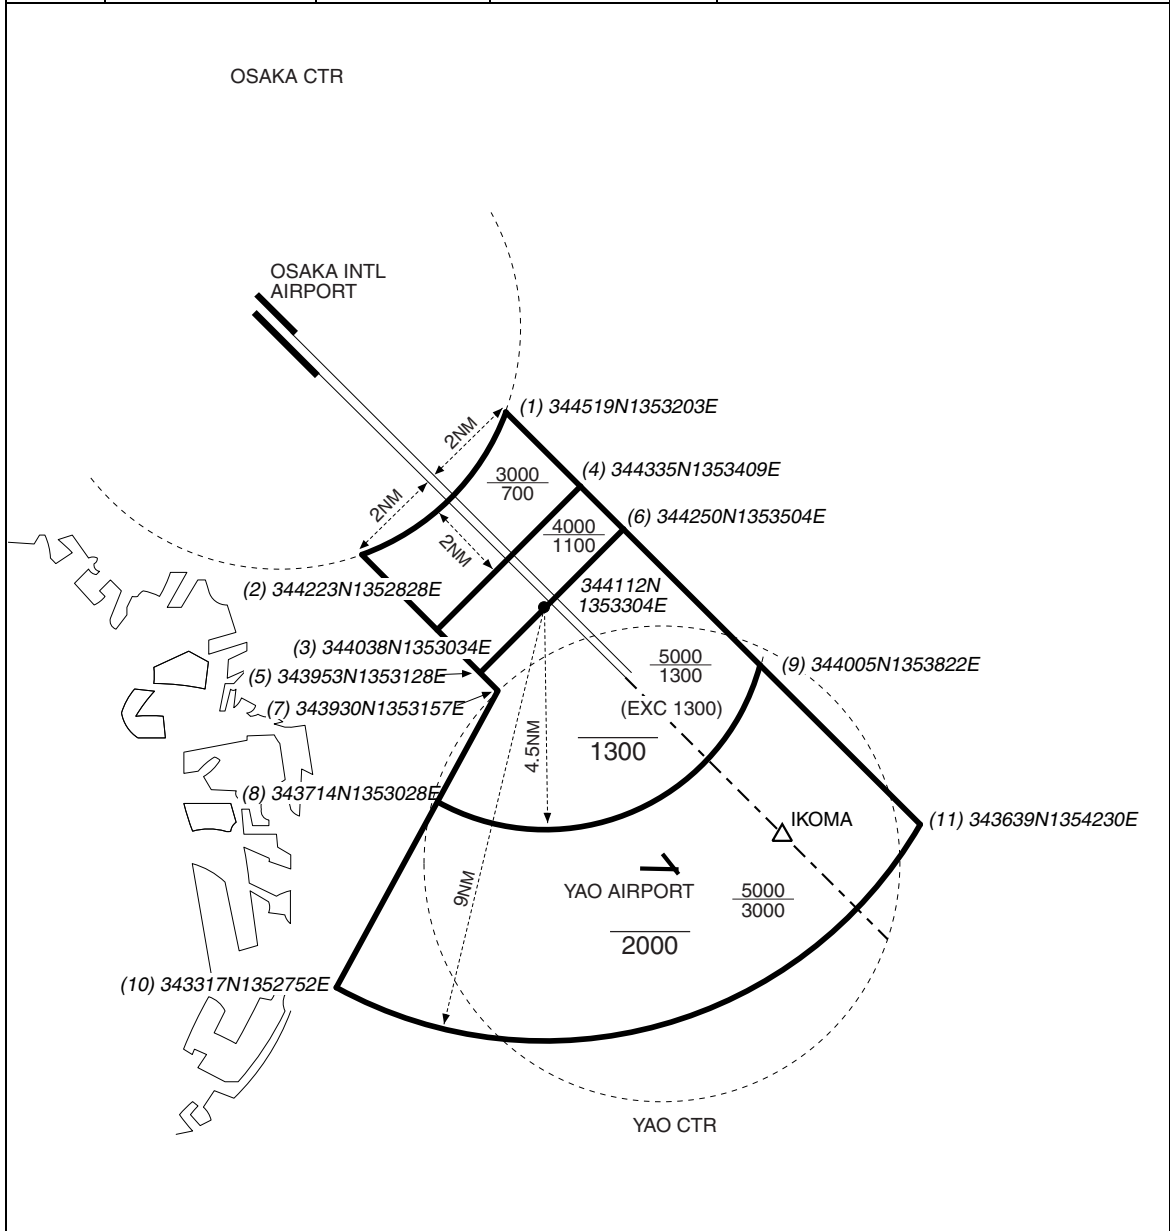 OSAKA CTR
OSAKA INTL
AIRPORT
(1) 344519N1353203E
2NM
3000
700
(4) 344335N1353409E
2NM
4000
1100
(6) 344250N1353504E
2NM
(2) 344223N1352828E
344112N
1353304E
(3) 344038N1353034E
(5) 343953N1353128E
5000
1300
(9) 344005N1353822E
(7) 343930N1353157E
(EXC 1300)
4.5NM
1300
(8) 343714N1353028E
IKOMA
(11) 343639N1354230E
9NM
YAO AIRPORT
5000
3000
2000
(10) 343317N1352752E
YAO CTR